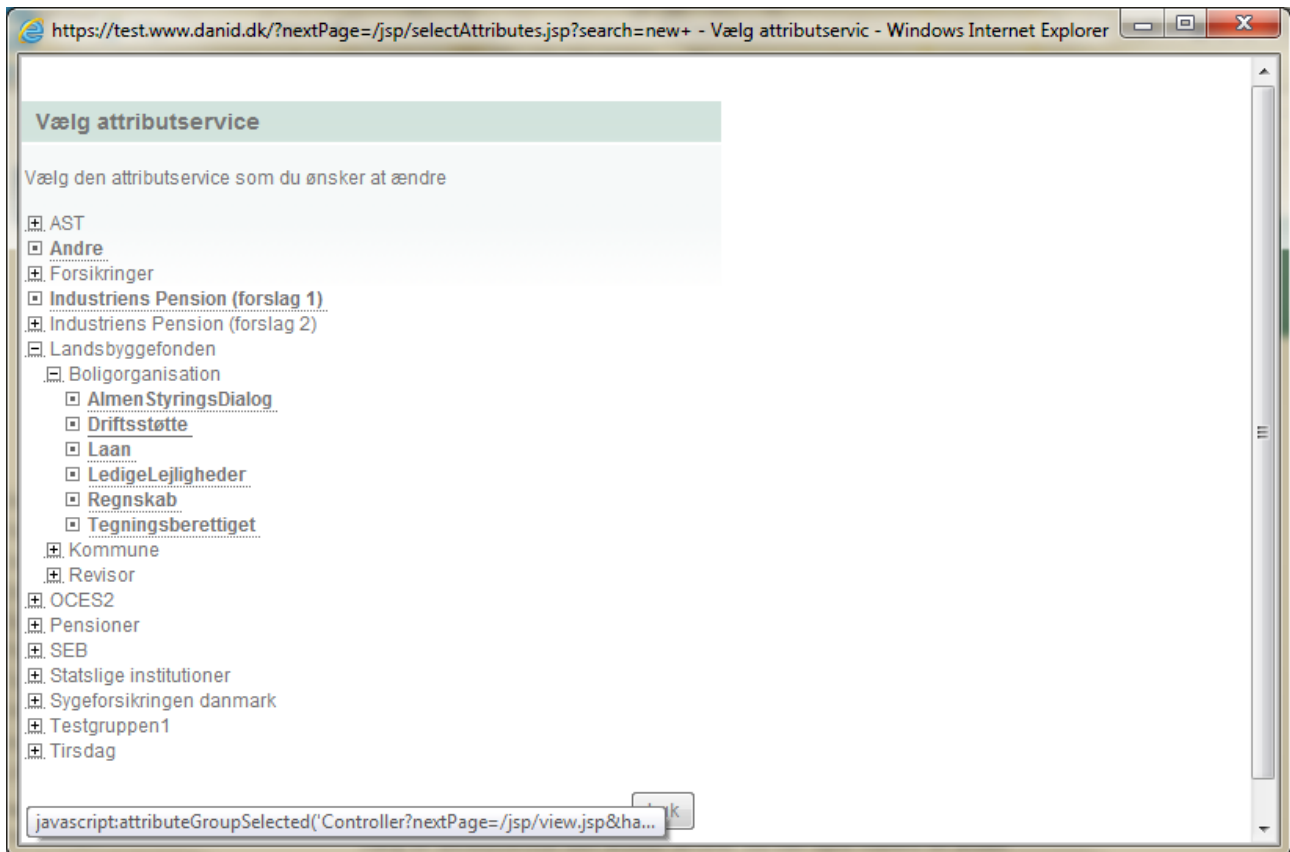 https://test.www.danid.dk/?nextPage=/jsp/selectAttributes.jsp?search=new+ - Vælg attributservic - Windows Internet Explorer
Vælg attributservice
Vælg den attributservice som du ønsker at ændre
AST
Andre
Forsikringer
Industriens Pension (forslag 1)
Industriens Pension (forslag 2)
Landsbyggefonden
Boligorganisation
AlmenStyringsDialog
Driftsstøtte
Laan
LedigeLejligheder
Regnskab
Tegningsberettiget
Kommune
Revisor
OCES2
Pensioner
SEB
Statslige institutioner
Sygeforsikringen danmark
Testgruppen1
Tirsdag
javascript:attributeGroupSelected('Controller?nextPage=/jsp/view.jsp&ha...